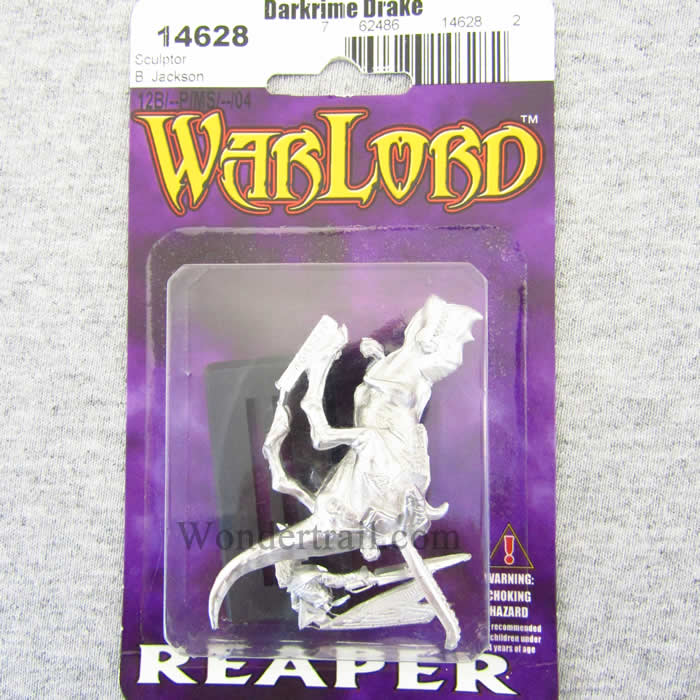 Darkrime Drake
14628
7 62486 14628 2
Sculptor
B. Jackson
12B/--P/MS/--/04
WARLORD™
Wondertrail.com
WARNING:
CHOKING
HAZARD
recommended
children under
4 years of age
REAPER